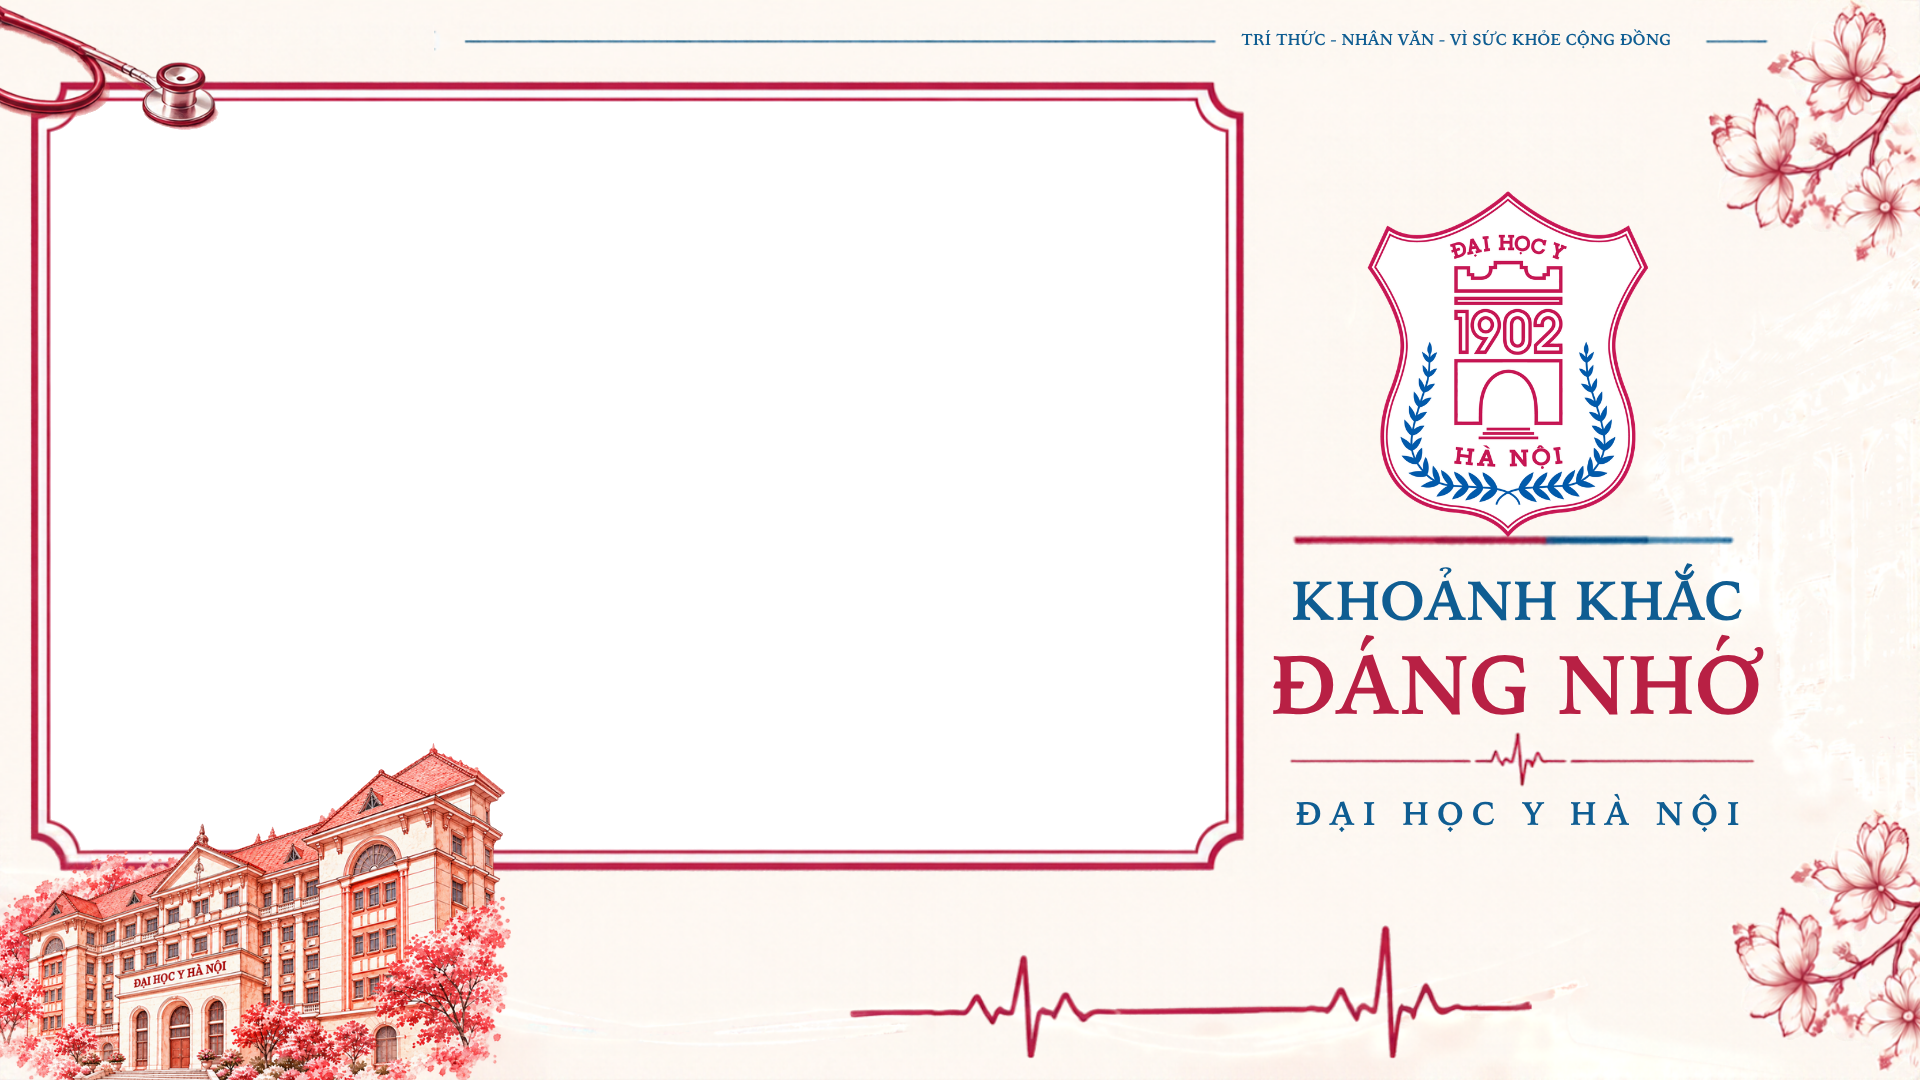 TRÍ THỨC - NHÂN VĂN - VÌ SỨC KHỎE CỘNG ĐỒNG
ĐẠI HỌC Y
1902
HÀ NỘI
KHOẢNH KHẮC
ĐÁNG NHỚ
ĐẠI HỌC Y HÀ NỘI
ĐẠI HỌC Y HÀ NỘI